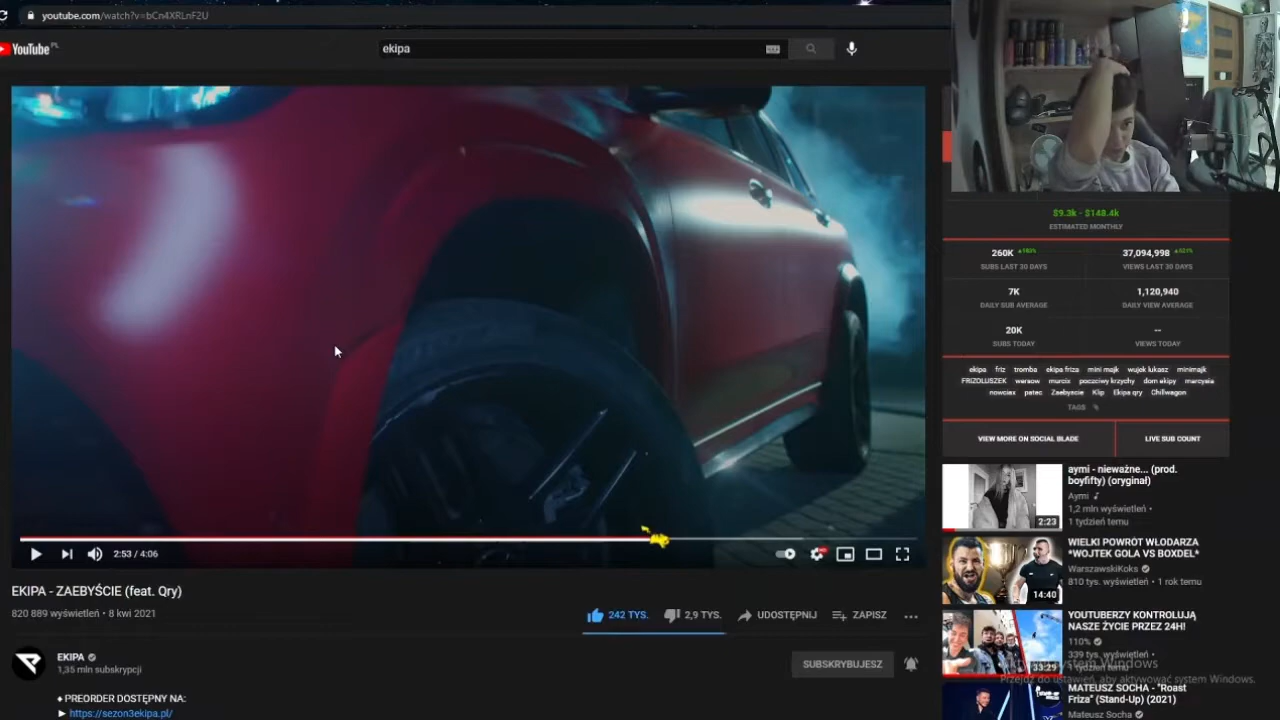 youtube.com/watch?v=bCn4XRLnF2U
YouTube PL
ekipa
2:53 / 4:06
EKIPA - ZAEBYŚCIE (feat. Qry)
820 889 wyświetleń • 8 kwi 2021
242 TYS.
2,9 TYS.
UDOSTĘPNIJ
ZAPISZ
EKIPA
1,35 mln subskrypcji
SUBSKRYBUJESZ
♦ PREORDER DOSTĘPNY NA:
► https://sezon3ekipa.pl/
$9.3k - $148.4k
ESTIMATED MONTHLY
260K
37,094,998
SUBS LAST 30 DAYS
VIEWS LAST 30 DAYS
7K
1,120,940
DAILY SUB AVERAGE
DAILY VIEW AVERAGE
20K
--
SUBS TODAY
VIEWS TODAY
ekipa friz tromba ekipa friza mini majk wujek lukasz minimajk
FRIZOLUSZEK wersow murcix poczciwy krzychy dom ekipy marcysia
nowciax patec Zaebyscie Klip Ekipa qry Chillwagon
TAGS
VIEW MORE ON SOCIAL BLADE
LIVE SUB COUNT
aymi - nieważne... (prod.
boyfifty) (oryginał)
Aymi
1,2 mln wyświetleń •
1 tydzień temu
2:23
WIELKI POWRÓT WŁODARZA
*WOJTEK GOLA VS BOXDEL*
WarszawskiKoks
810 tys. wyświetleń • 1 rok temu
14:40
YOUTUBERZY KONTROLUJĄ
NASZE ŻYCIE PRZEZ 24H!
110%
339 tys. wyświetleń •
1 tydzień temu
33:29
system Windows
Przejdź do ustawień, aby aktywować system Windows.
MATEUSZ SOCHA - "Roast
Friza" (Stand-Up) (2021)
Mateusz Socha